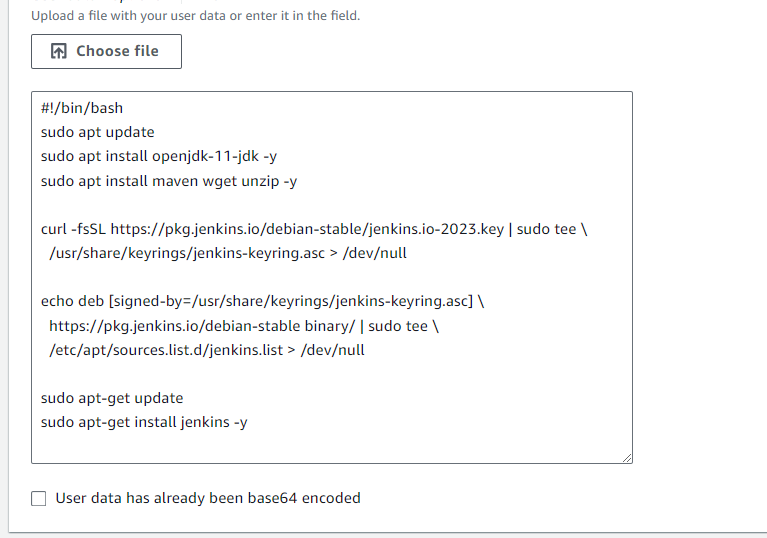 Upload a file with your user data or enter it in the field.
Choose file
#!/bin/bash
sudo apt update
sudo apt install openjdk-11-jdk -y
sudo apt install maven wget unzip -y
curl -fsSL https://pkg.jenkins.io/debian-stable/jenkins.io-2023.key | sudo tee \
/usr/share/keyrings/jenkins-keyring.asc > /dev/null
echo deb [signed-by=/usr/share/keyrings/jenkins-keyring.asc] \
https://pkg.jenkins.io/debian-stable binary/ | sudo tee \
/etc/apt/sources.list.d/jenkins.list > /dev/null
sudo apt-get update
sudo apt-get install jenkins -y
User data has already been base64 encoded